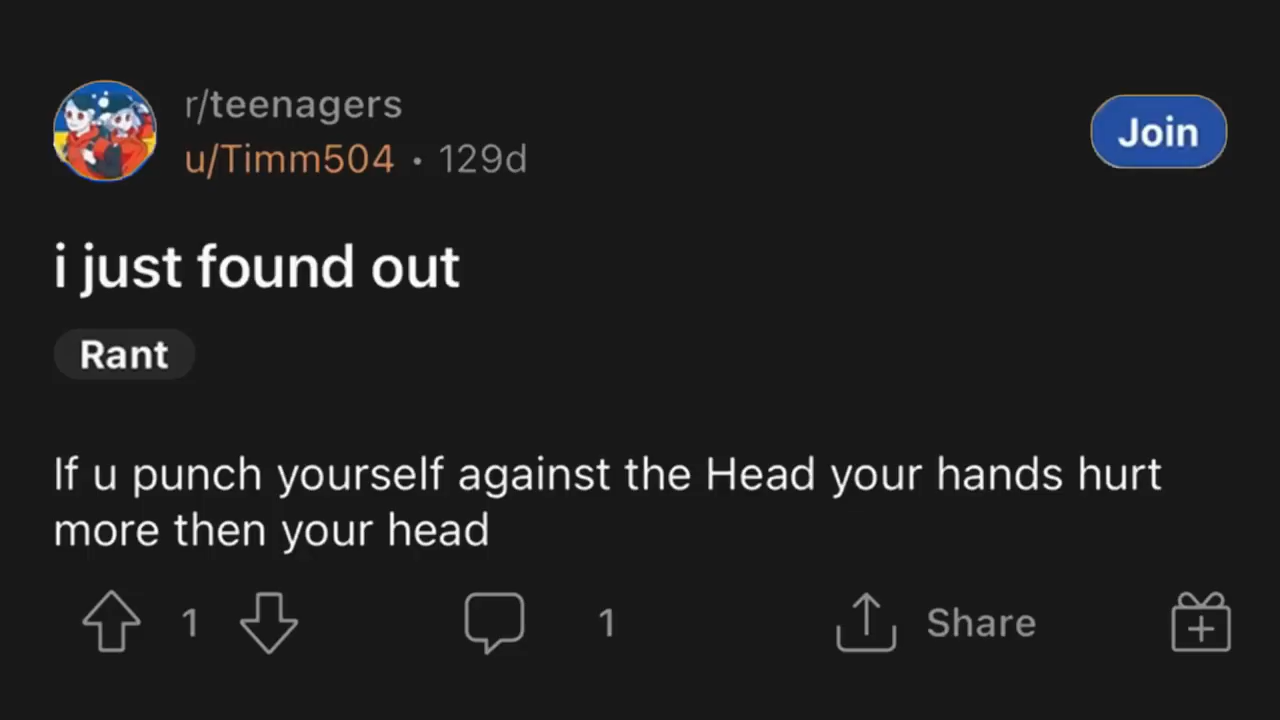 r/teenagers
u/Timm504 • 129d
Join
i just found out
Rant
If u punch yourself against the Head your hands hurt
more then your head
1
1
Share